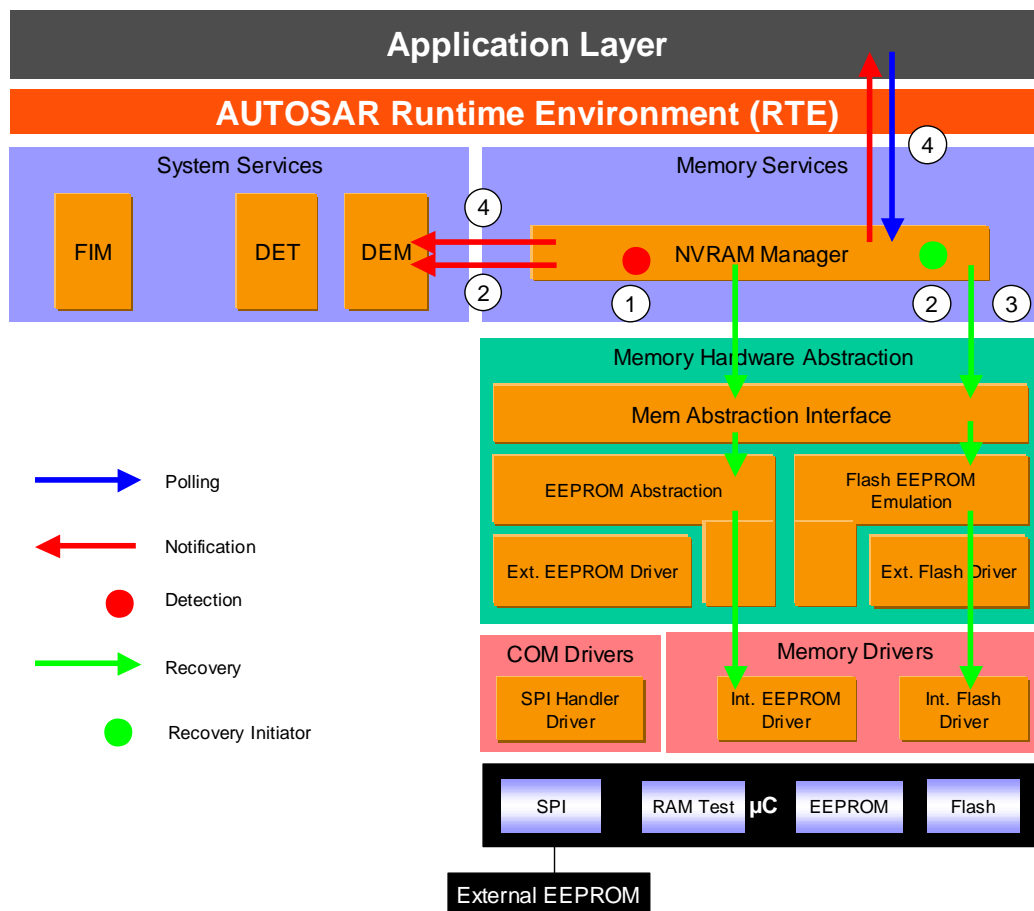 Application Layer
AUTOSAR Runtime Environment (RTE)
System Services
Memory Services
4
4
FIM
DET
DEM
NVRAM Manager
2
1
2
3
Memory Hardware Abstraction
Mem Abstraction Interface
EEPROM Abstraction
Flash EEPROM
Emulation
Ext. EEPROM Driver
Ext. Flash Driver
Polling
Notification
Detection
Recovery
Recovery Initiator
COM Drivers
Memory Drivers
SPI Handler
Driver
Int. EEPROM
Driver
Int. Flash
Driver
SPI
RAM Test
µC
EEPROM
Flash
External EEPROM